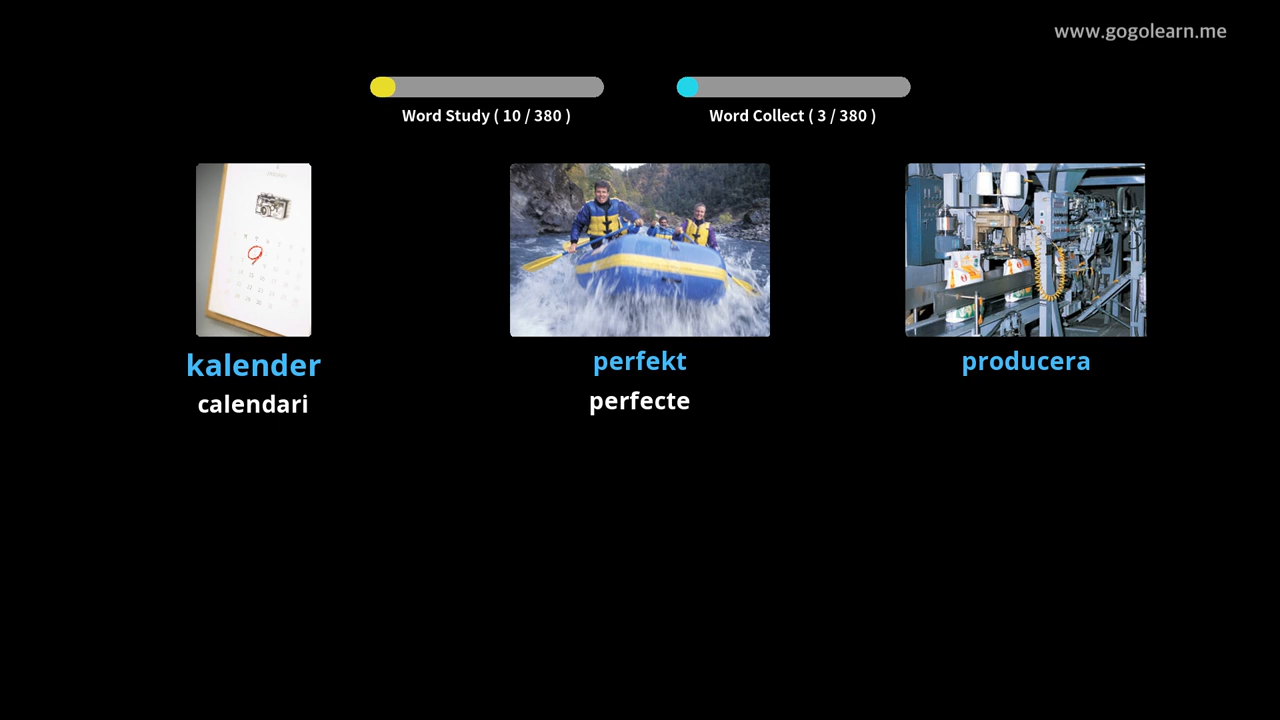 www.gogolearn.me
Word Study ( 10 / 380 )
Word Collect ( 3 / 380 )
kalender
calendari
perfekt
perfecte
producera